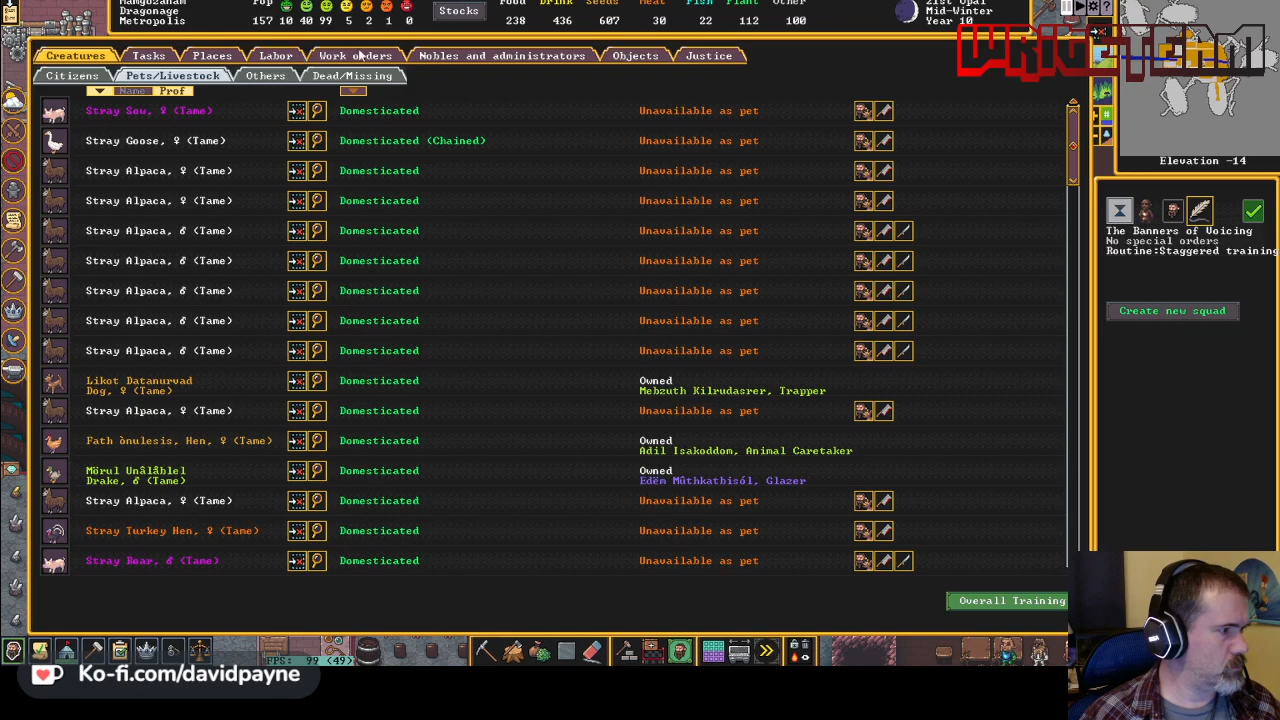 Mamgozanam Pop Food Drink Seeds Meat Fish Plant Other 21st Opal
Dragonage Stocks Mid-Winter
Metropolis 157 10 40 99 5 2 1 0 238 436 607 30 22 112 100 Year 10
Creatures Tasks Places Labor Work orders Nobles and administrators Objects Justice
Citizens Pets/Livestock Others Dead/Missing
Name Prof
Stray Sow, ♀ (Tame) Domesticated Unavailable as pet
Stray Goose, ♀ (Tame) Domesticated (Chained) Unavailable as pet
Stray Alpaca, ♀ (Tame) Domesticated Unavailable as pet
Stray Alpaca, ♀ (Tame) Domesticated Unavailable as pet
Stray Alpaca, ♂ (Tame) Domesticated Unavailable as pet
Stray Alpaca, ♂ (Tame) Domesticated Unavailable as pet
Stray Alpaca, ♂ (Tame) Domesticated Unavailable as pet
Stray Alpaca, ♂ (Tame) Domesticated Unavailable as pet
Stray Alpaca, ♂ (Tame) Domesticated Unavailable as pet
Likot Datanurvad Domesticated Owned
Dog, ♀ (Tame) Mebzuth Kilrudasrer, Trapper
Stray Alpaca, ♀ (Tame) Domesticated Unavailable as pet
Fath ònulesis, Hen, ♀ (Tame) Domesticated Owned
Adil Isakoddom, Animal Caretaker
Mörul Unâlåblel Domesticated Owned
Drake, ♂ (Tame) Edëm Mûthkatbisól, Glazer
Stray Alpaca, ♀ (Tame) Domesticated Unavailable as pet
Stray Turkey Hen, ♀ (Tame) Domesticated Unavailable as pet
Stray Boar, ♂ (Tame) Domesticated Unavailable as pet
Overall Training
FPS: 99 (49)
Elevation -14
The Banners of Voicing
No special orders
Routine:Staggered training
Create new squad
Ko-fi.com/davidpayne